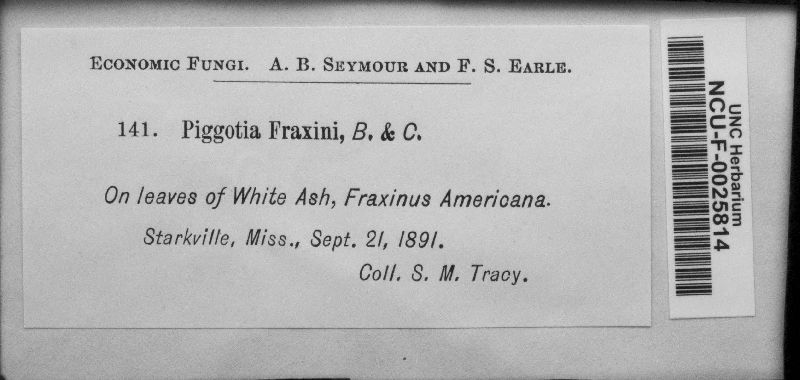 ECONOMIC FUNGI. A. B. SEYMOUR AND F. S. EARLE.
141. Piggotia Fraxini, B. & C.
On leaves of White Ash, Fraxinus Americana.
Starkville, Miss., Sept. 21, 1891.
Coll. S. M. Tracy.
UNC Herbarium
NCU-F-0025814